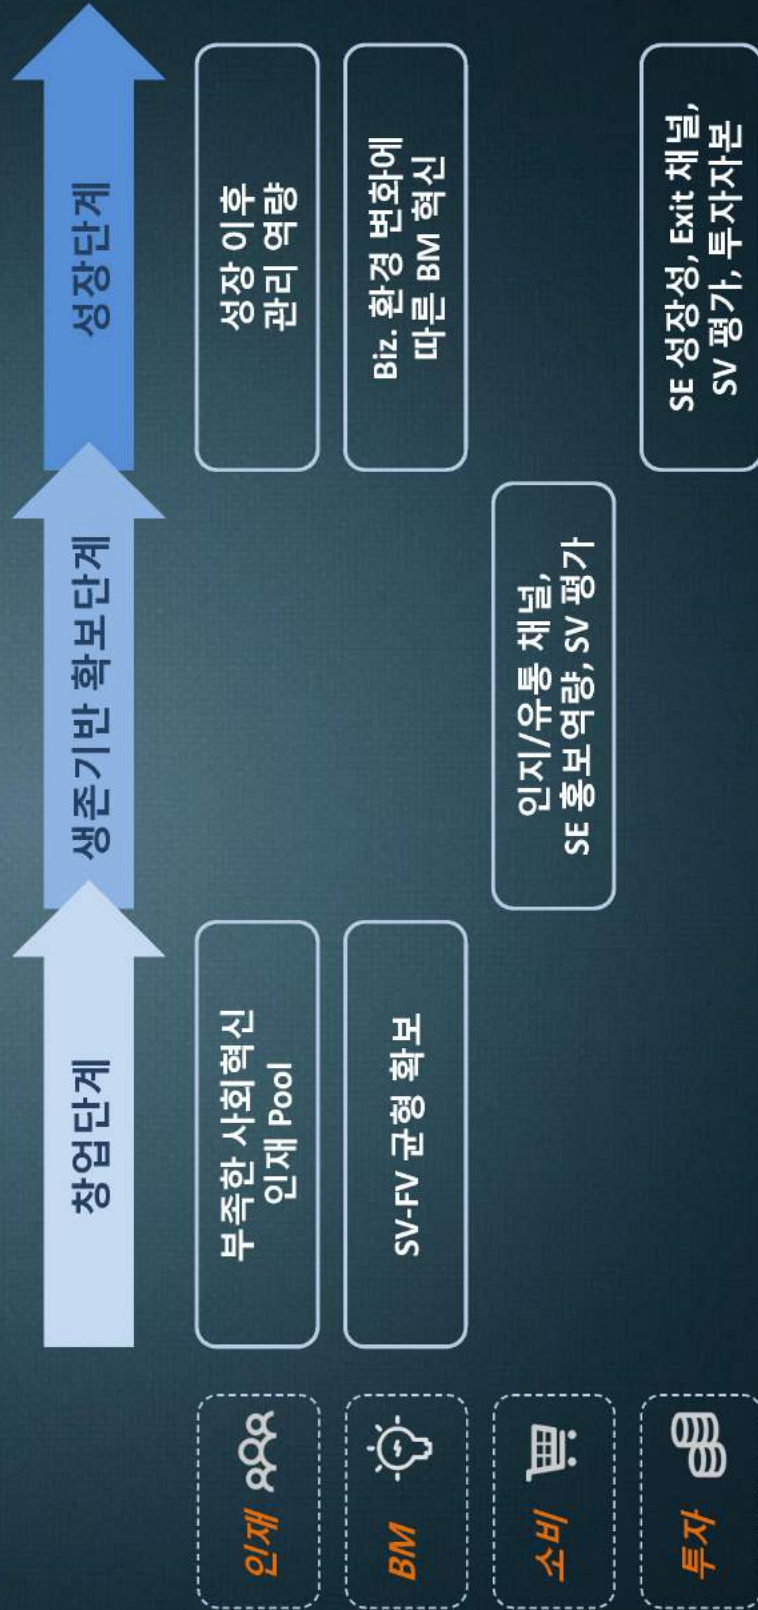 창업단계
생존기반 확보단계
성장단계
인재
부족한 사회혁신
인재 Pool
성장 이후
관리 역량
BM
SV-FV 균형 확보
Biz. 환경 변화에
따른 BM 혁신
소비
인지/유통 채널,
SE 홍보역량, SV 평가
투자
SE 성장성, Exit 채널,
SV 평가, 투자자본